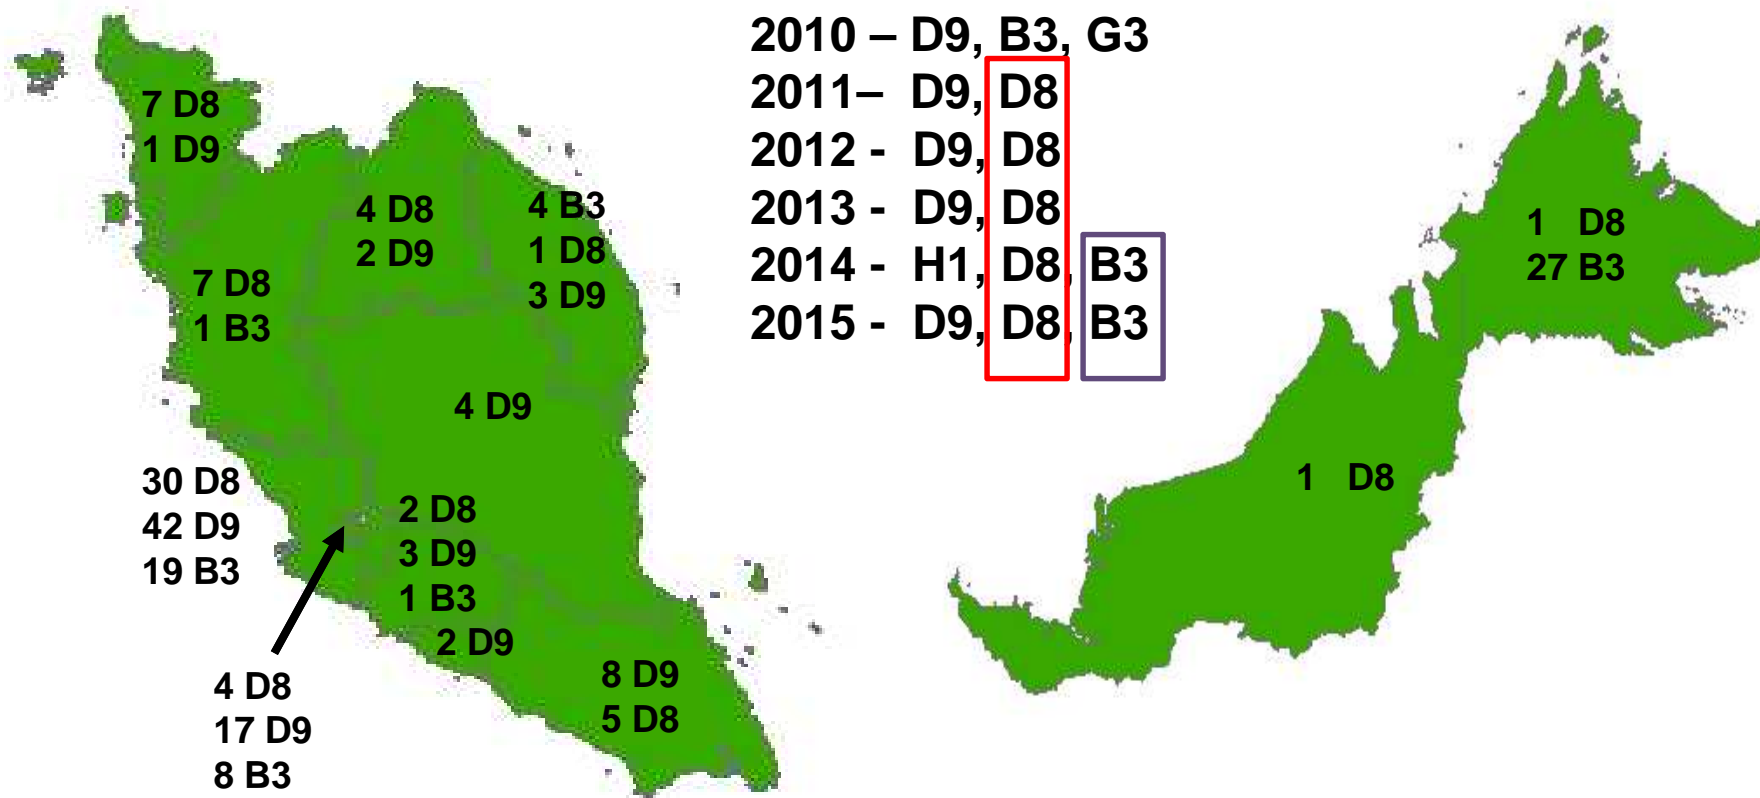 2010 – D9, B3, G3
2011– D9, D8
2012 - D9, D8
2013 - D9, D8
2014 - H1, D8, B3
2015 - D9, D8, B3
7 D8
1 D9
4 D8
2 D9
4 B3
1 D8
3 D9
7 D8
1 B3
4 D9
30 D8
42 D9
19 B3
2 D8
3 D9
1 B3
2 D9
8 D9
5 D8
4 D8
17 D9
8 B3
1 D8
27 B3
1 D8